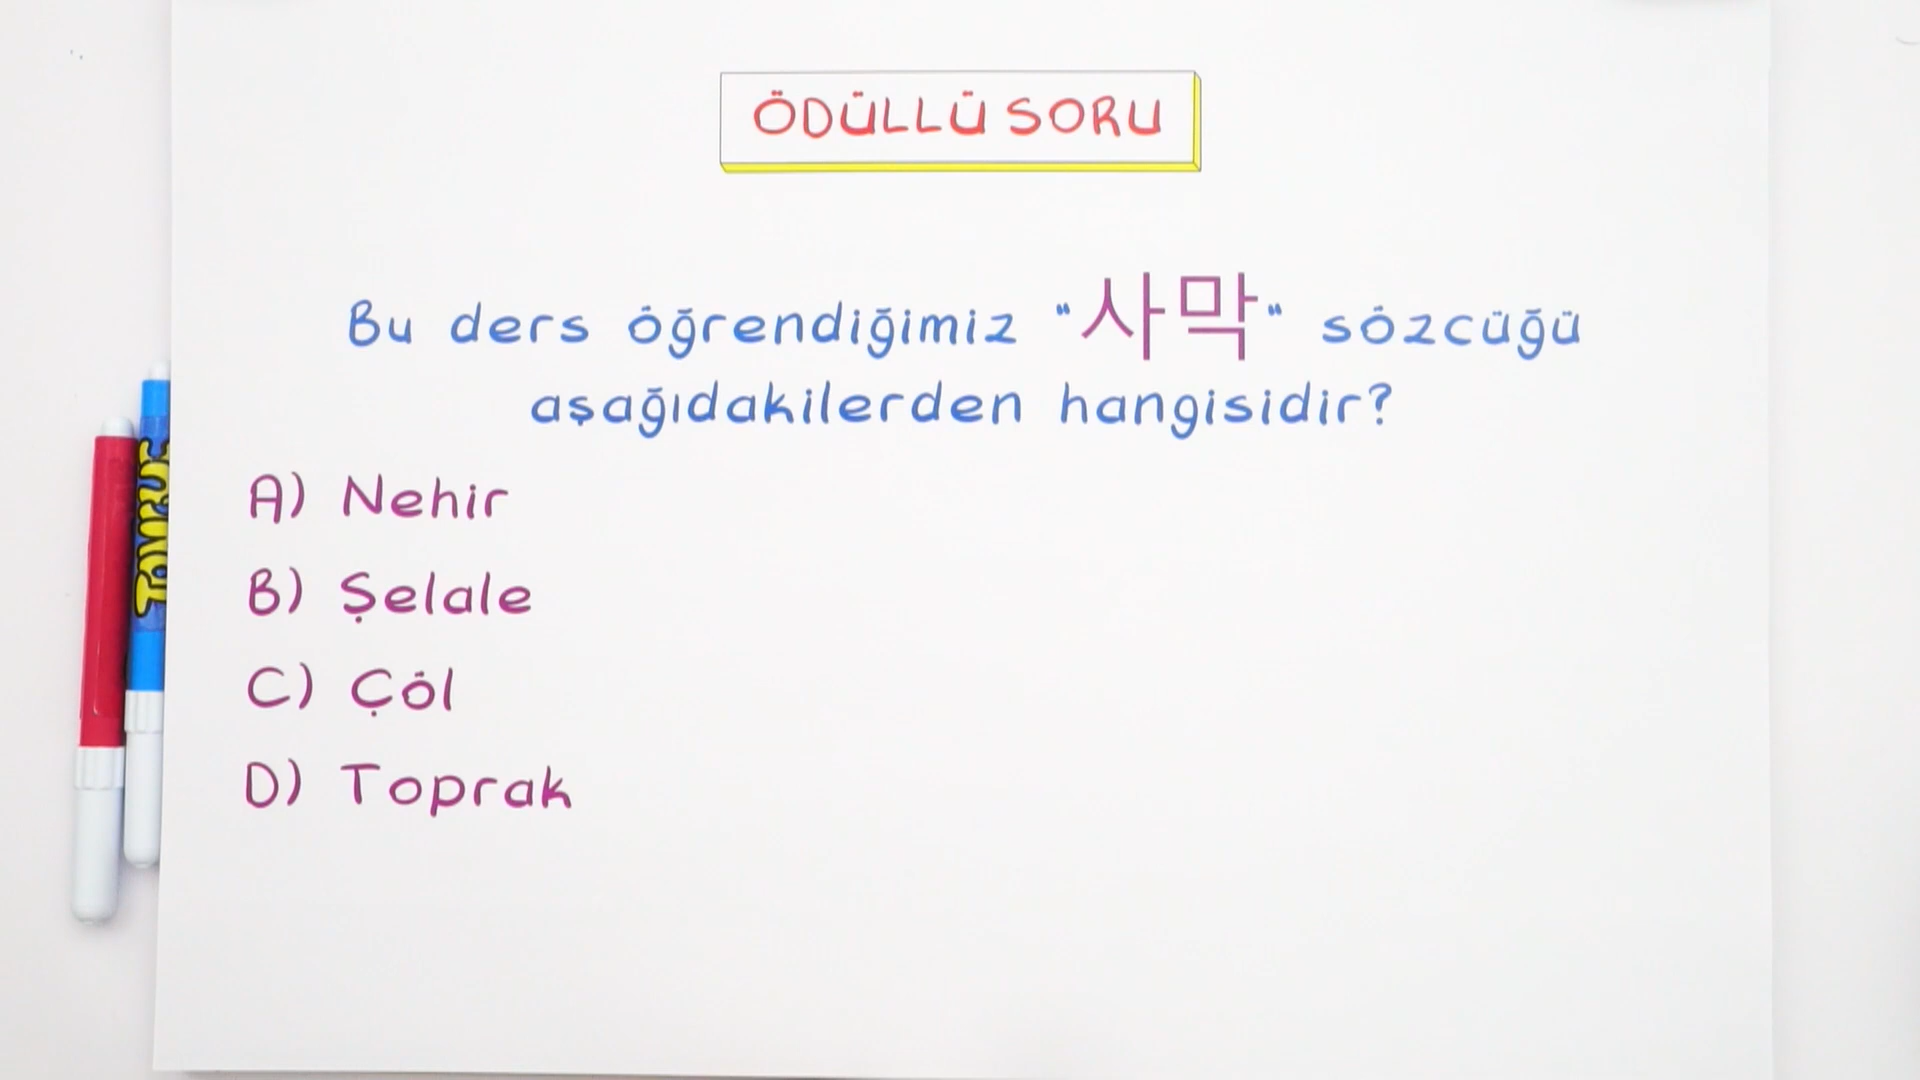 ÖDÜLLÜ SORU
Bu ders öğrendiğimiz "사막" sözcüğü
aşağıdakilerden hangisidir?
A) Nehir
B) Şelale
C) Çöl
D) Toprak